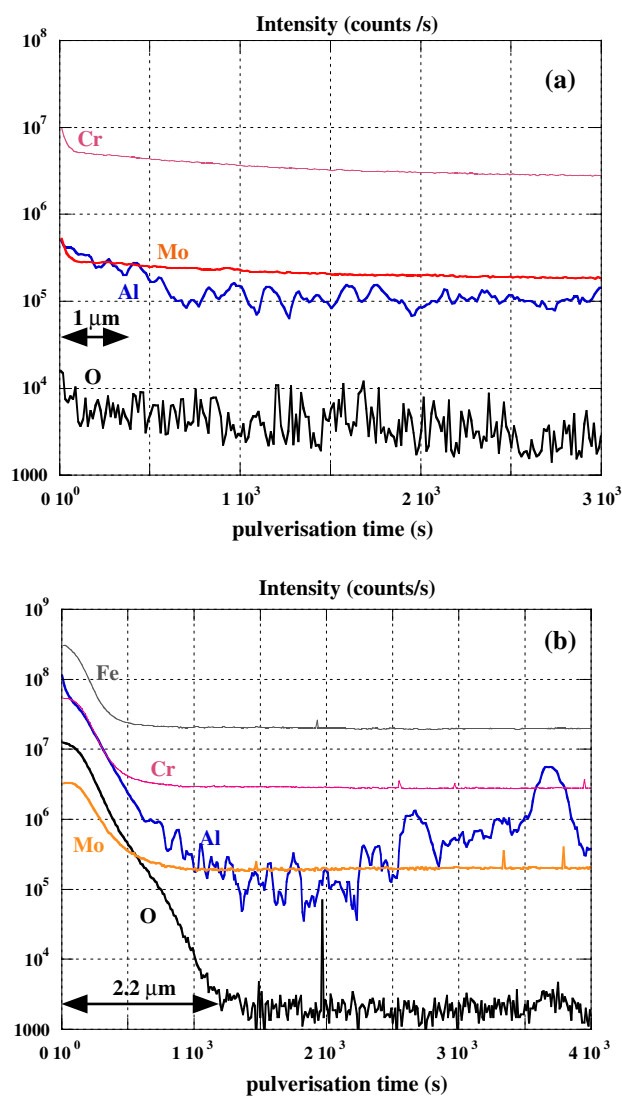 Intensity (counts /s)
10⁸
(a)
10⁷
Cr
10⁶
Mo
10⁵
Al
1 µm
10⁴
O
1000
0 10⁰ 1 10³ 2 10³ 3 10³
pulverisation time (s)
Intensity (counts/s)
10⁹
(b)
Fe
10⁸
10⁷
Cr
10⁶
Mo Al
10⁵
O
10⁴
2.2 µm
1000
0 10⁰ 1 10³ 2 10³ 3 10³ 4 10³
pulverisation time (s)